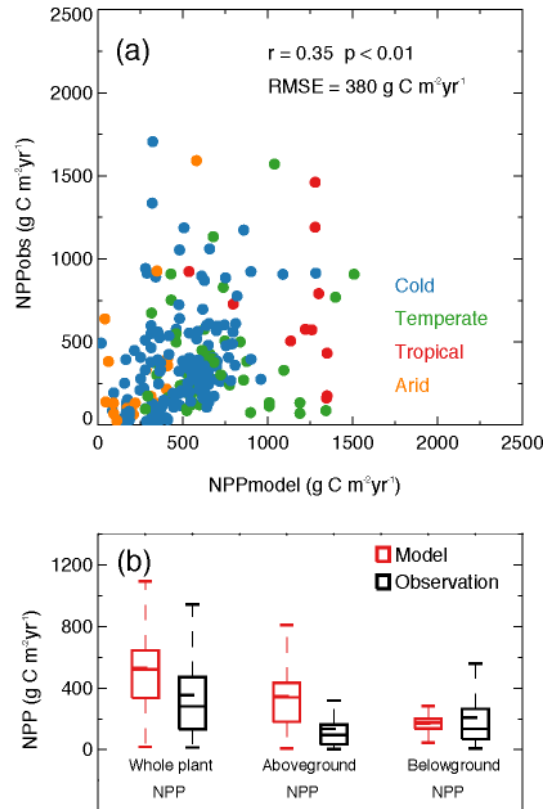 (a)
r = 0.35 p < 0.01
RMSE = 380 g C m⁻²yr⁻¹
2500
2000
1500
1000
500
0
NPPobs (g C m⁻²yr⁻¹)
Cold
Temperate
Tropical
Arid
0 500 1000 1500 2000 2500
NPPmodel (g C m⁻²yr⁻¹)
(b)
Model
Observation
1200
800
400
0
NPP (g C m⁻²yr⁻¹)
Whole plant Aboveground Belowground
NPP NPP NPP